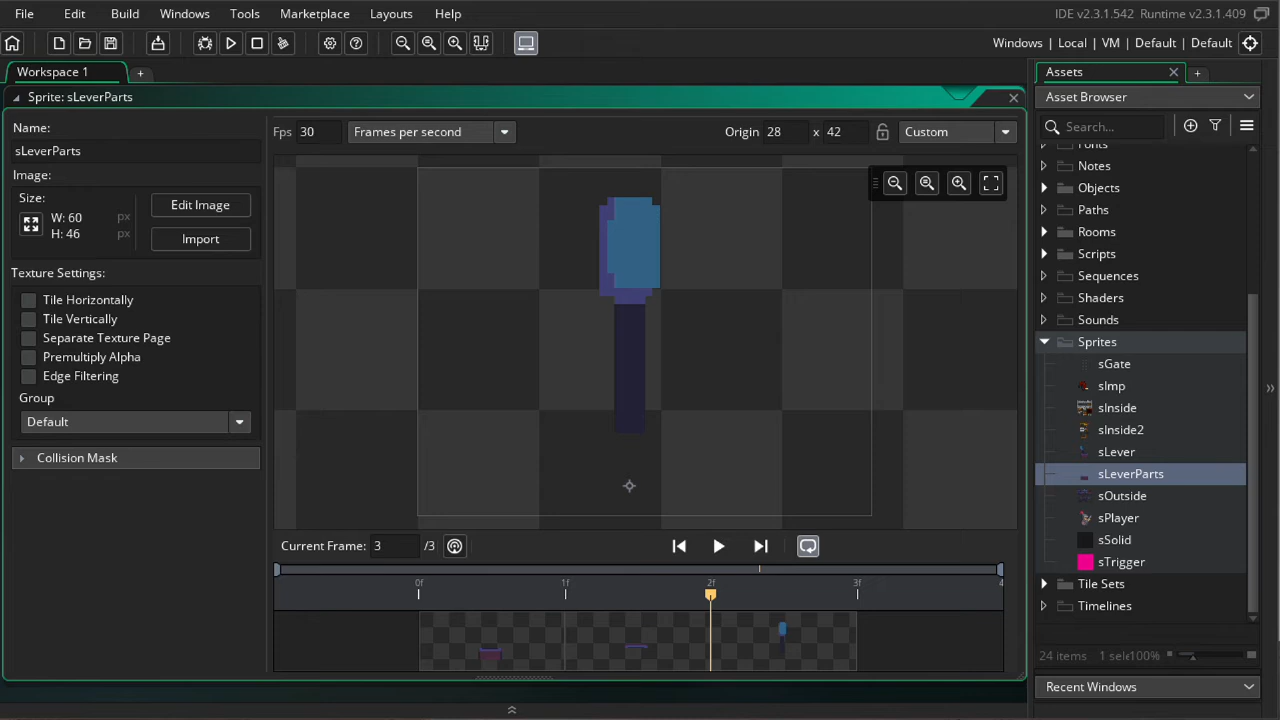 File Edit Build Windows Tools Marketplace Layouts Help IDE v2.3.1.542 Runtime v2.3.1.409
Windows | Local | VM | Default | Default
Workspace 1
Assets
Sprite: sLeverParts
Asset Browser
Name:
sLeverParts
Fps 30 Frames per second Origin 28 x 42 Custom
Search...
Image:
Size:
W: 60 px
H: 46 px
Edit Image
Import
Texture Settings:
Tile Horizontally
Tile Vertically
Separate Texture Page
Premultiply Alpha
Edge Filtering
Group
Default
Collision Mask
Current Frame: 3 /3
0f 1f 2f 3f 4
Fonts
Notes
Objects
Paths
Rooms
Scripts
Sequences
Shaders
Sounds
Sprites
sGate
sImp
sInside
sInside2
sLever
sLeverParts
sOutside
sPlayer
sSolid
sTrigger
Tile Sets
Timelines
24 items 1 sel 100%
Recent Windows